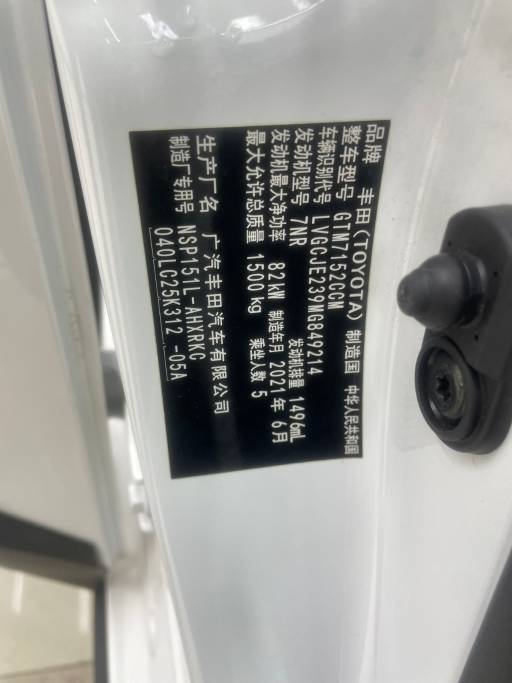 品牌 丰田(TOYOTA) 制造国 中华人民共和国
整车型号 GTM7152GGM
车辆识别代号 LVGCJE239MG849214
发动机型号 7NR 发动机排量 1496mL
发动机最大净功率 82kW 制造年月 2021年6月
最大允许总质量 1500kg 乘坐人数 5
生产厂名 广汽丰田汽车有限公司
制造厂专用号 NSP151L-AHXRKC
040LC25K312-05A